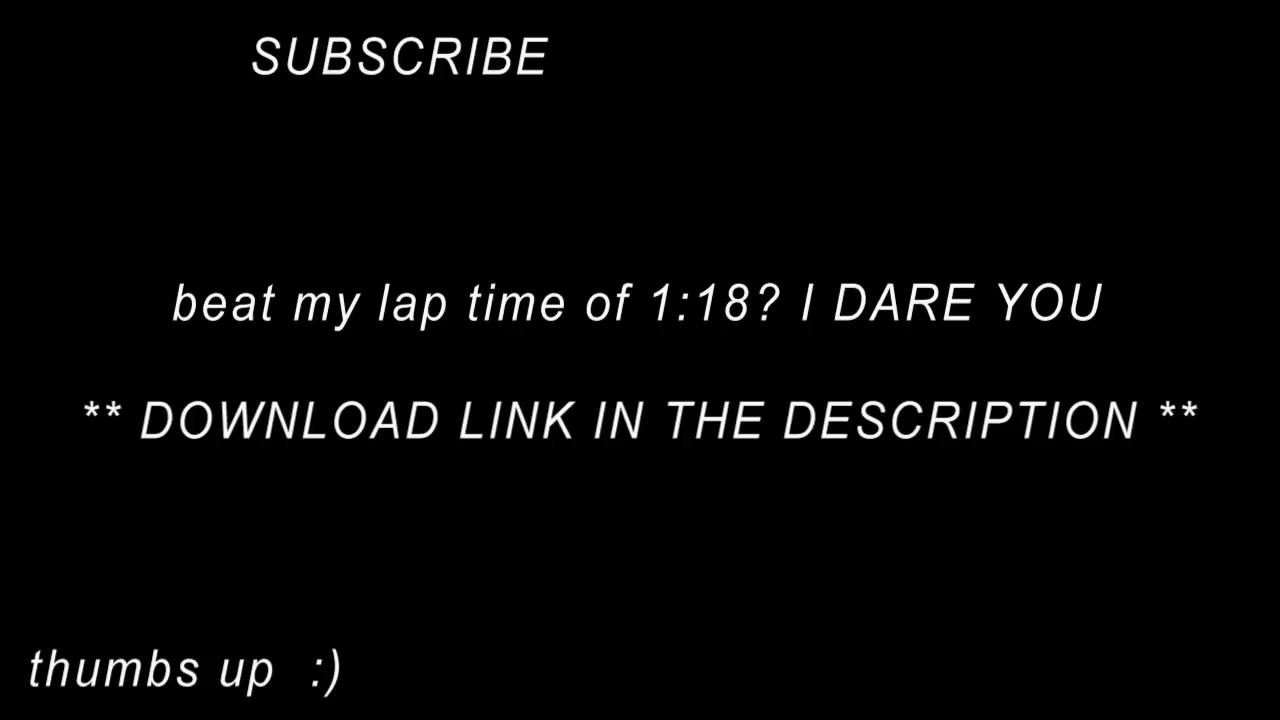 SUBSCRIBE
beat my lap time of 1:18? I DARE YOU
** DOWNLOAD LINK IN THE DESCRIPTION **
thumbs up :)